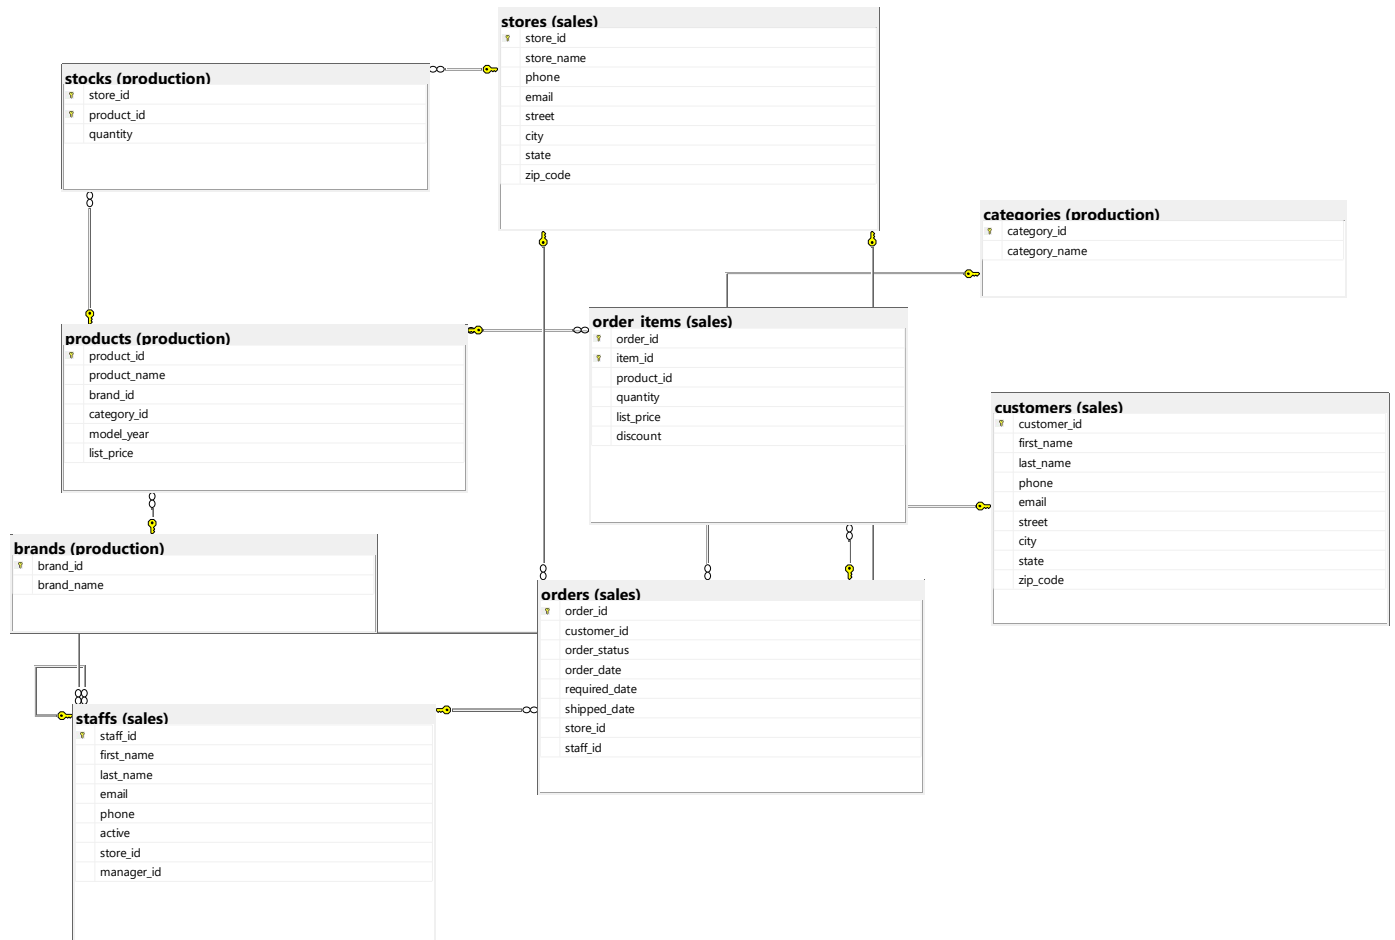 stores (sales)
store_id
store_name
phone
email
street
city
state
zip_code
stocks (production)
store_id
product_id
quantity
categories (production)
category_id
category_name
products (production)
product_id
product_name
brand_id
category_id
model_year
list_price
order_items (sales)
order_id
item_id
product_id
quantity
list_price
discount
customers (sales)
customer_id
first_name
last_name
phone
email
street
city
state
zip_code
brands (production)
brand_id
brand_name
orders (sales)
order_id
customer_id
order_status
order_date
required_date
shipped_date
store_id
staff_id
staffs (sales)
staff_id
first_name
last_name
email
phone
active
store_id
manager_id